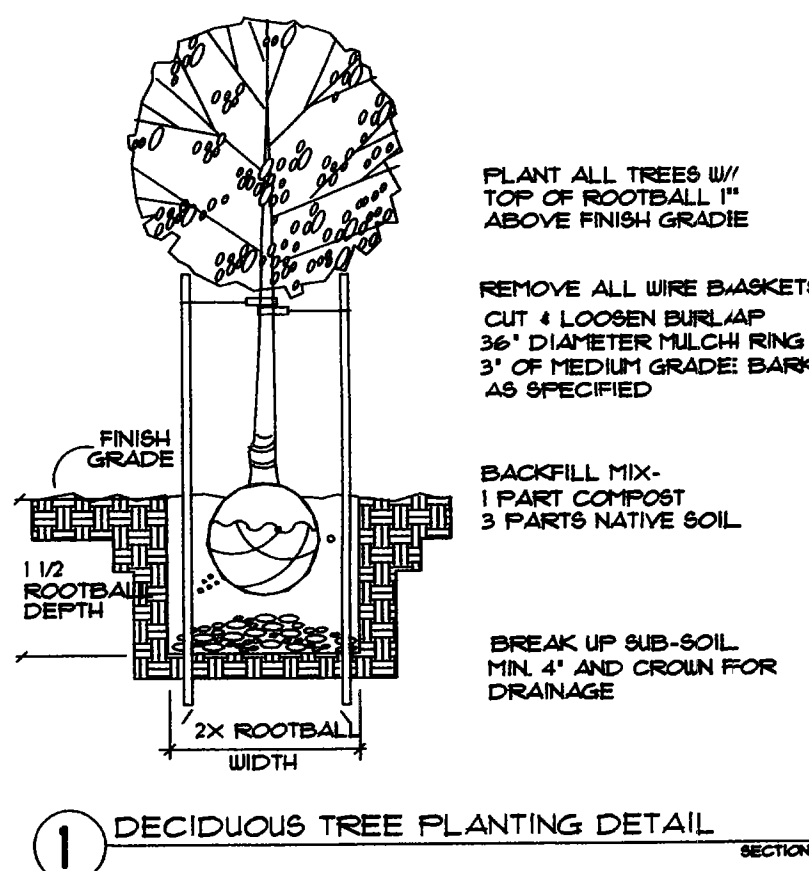 PLANT ALL TREES W/
TOP OF ROOTBALL 1"
ABOVE FINISH GRADE
REMOVE ALL WIRE BASKETS
CUT & LOOSEN BURLAP
36" DIAMETER MULCH RING
3" OF MEDIUM GRADE BARK
AS SPECIFIED
FINISH
GRADE
BACKFILL MIX-
1 PART COMPOST
3 PARTS NATIVE SOIL
1 1/2
ROOTBALL
DEPTH
BREAK UP SUB-SOIL
MIN. 4" AND CROWN FOR
DRAINAGE
2X ROOTBALL
WIDTH
1 DECIDUOUS TREE PLANTING DETAIL
SECTION